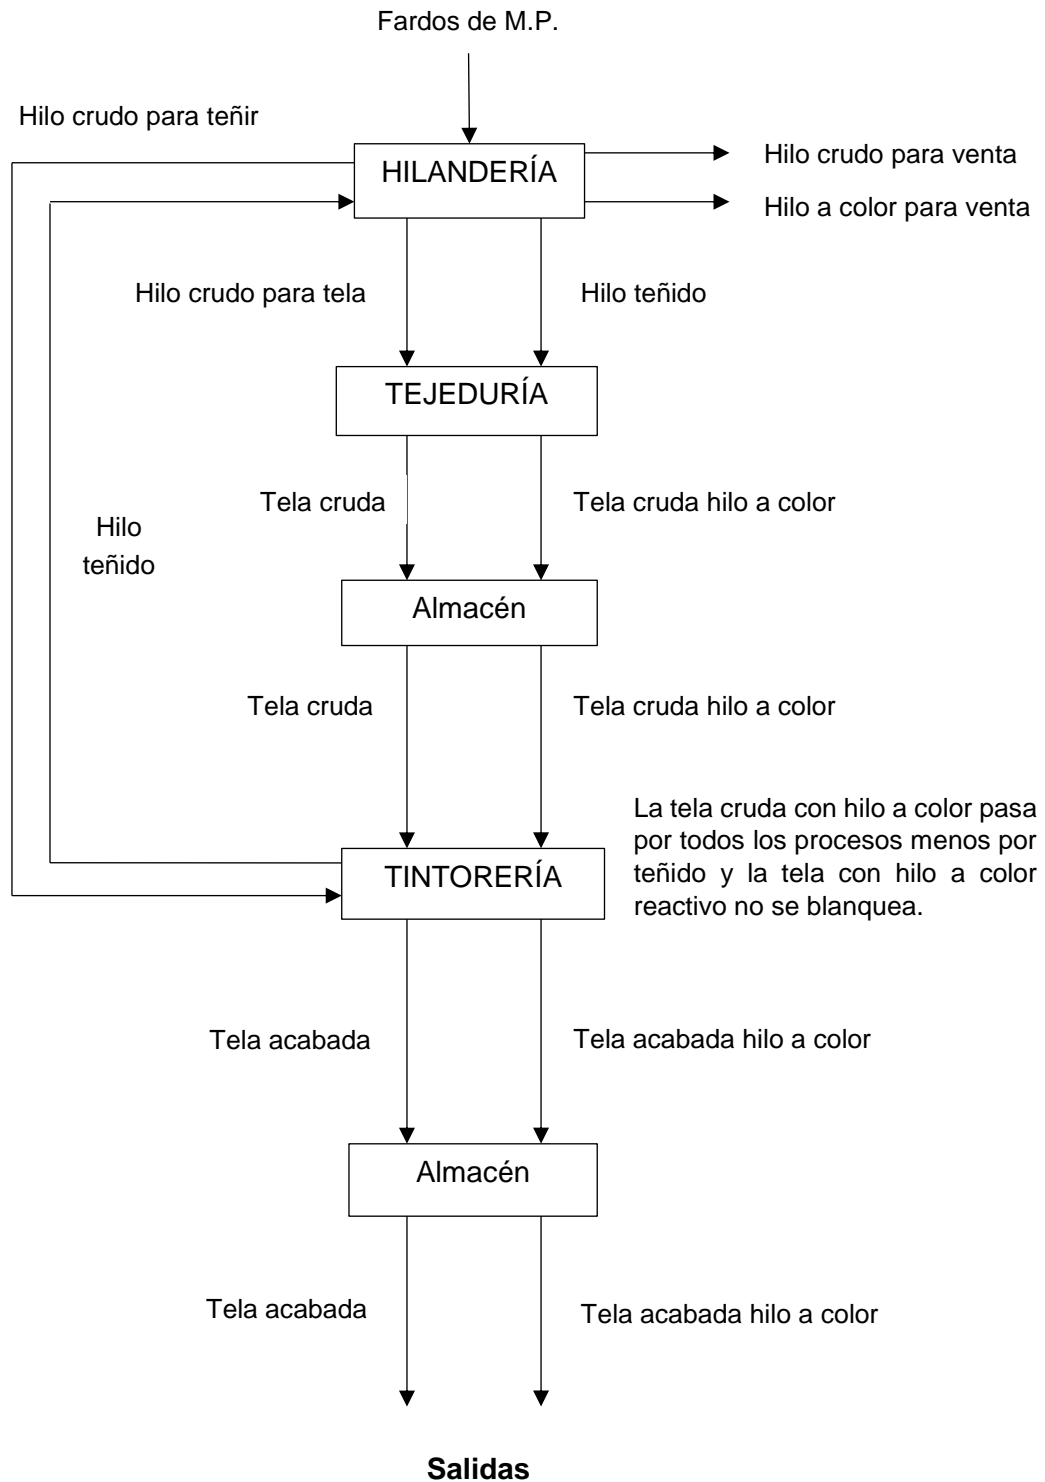 Fardos de M.P.
Hilo crudo para teñir
HILANDERÍA
Hilo crudo para venta
Hilo a color para venta
Hilo crudo para tela
Hilo teñido
TEJEDURÍA
Tela cruda
Tela cruda hilo a color
Hilo
teñido
Almacén
Tela cruda
Tela cruda hilo a color
La tela cruda con hilo a color pasa
por todos los procesos menos por
teñido y la tela con hilo a color
reactivo no se blanquea.
TINTORERÍA
Tela acabada
Tela acabada hilo a color
Almacén
Tela acabada
Tela acabada hilo a color
Salidas